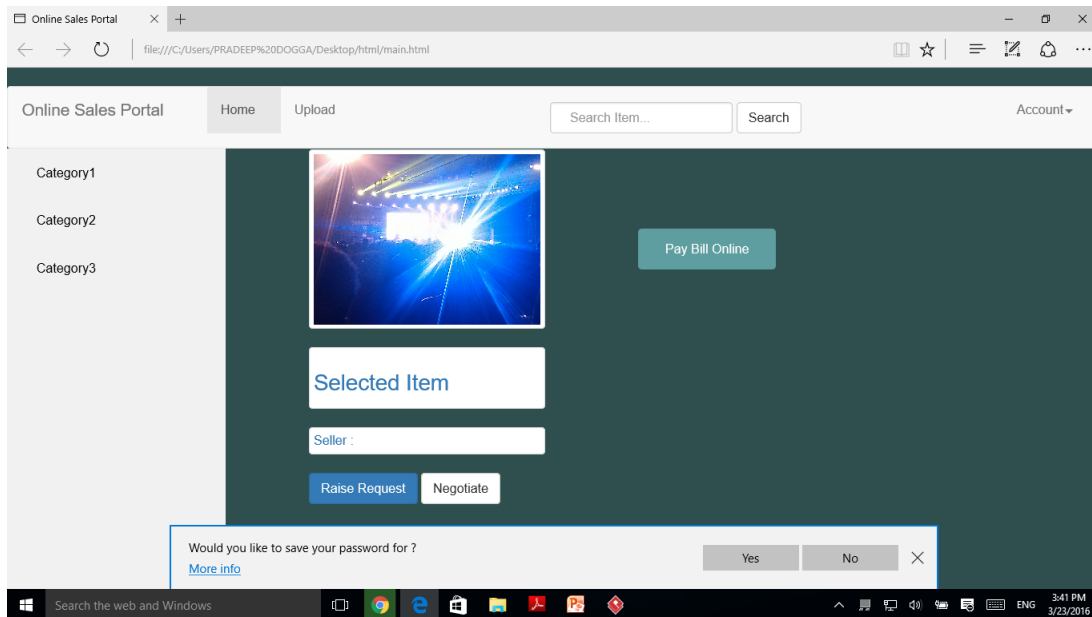 Online Sales Portal
file:///C:/Users/PRADEEP%20DOGGA/Desktop/html/main.html
Online Sales Portal Home Upload Search Item... Search Account
Category1
Category2
Category3
Pay Bill Online
Selected Item
Seller :
Raise Request Negotiate
Would you like to save your password for ?
More info
Yes No
Search the web and Windows
ENG
3:41 PM
3/23/2016